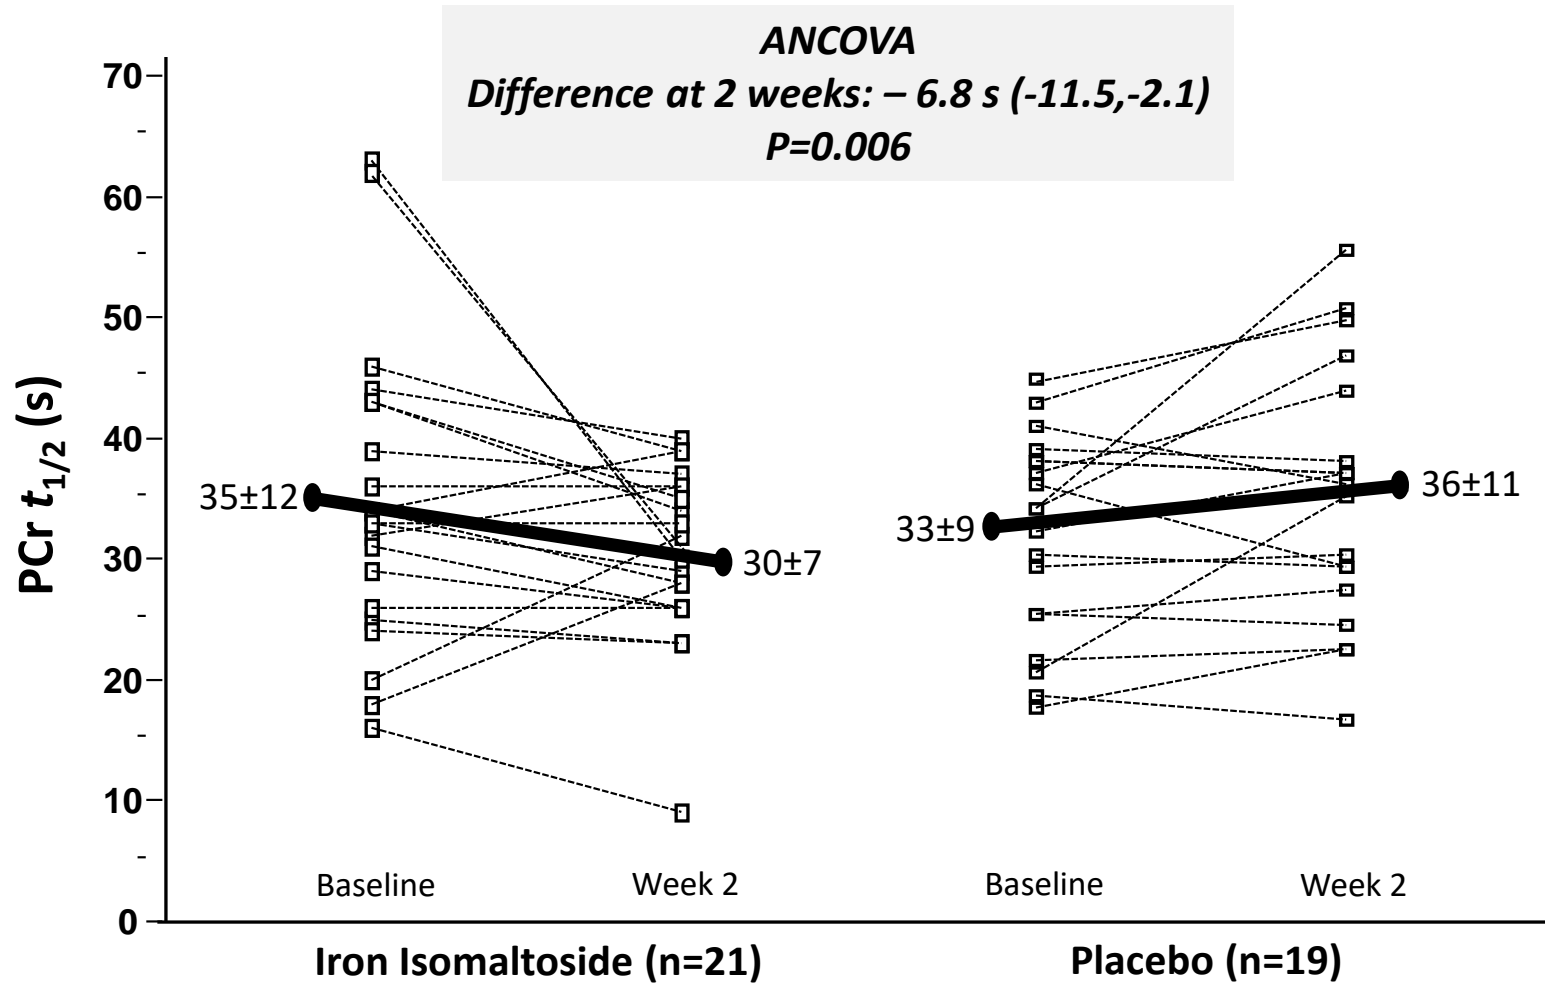 ANCOVA
Difference at 2 weeks: – 6.8 s (-11.5,-2.1)
P=0.006
70
60
50
40
30
20
10
0
PCr t1/2 (s)
35±12
30±7
33±9
36±11
Baseline
Week 2
Baseline
Week 2
Iron Isomaltoside (n=21)
Placebo (n=19)